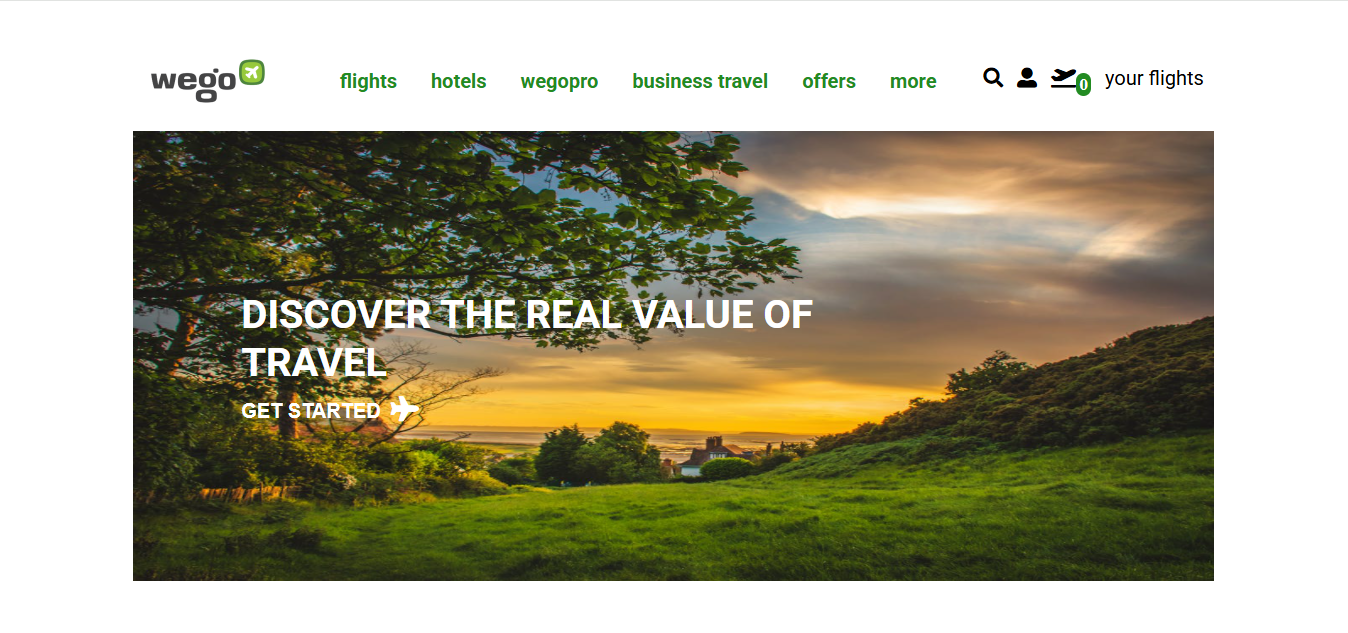 wego
flights hotels wegopro business travel offers more
0 your flights
DISCOVER THE REAL VALUE OF
TRAVEL
GET STARTED